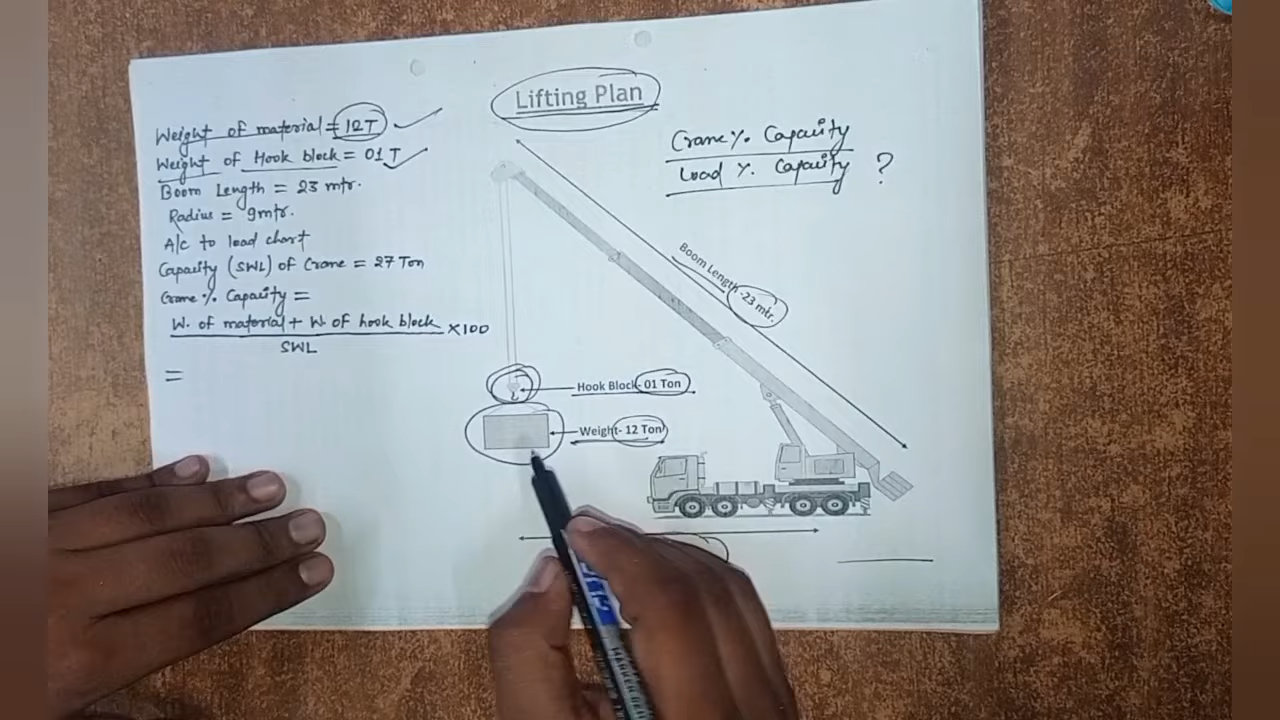 Lifting Plan
Weight of material = 12T
Weight of Hook block = 01 T
Boom Length = 23 mtr.
Radius = 9mtr.
A/c to load chart
Capacity (SWL) of Crane = 27 Ton
Crane % Capacity =
W. of material + W. of hook block ×100
SWL
=
Crane % Capacity
Load % Capacity ?
Boom Length -23 mtr.
Hook Block- 01 Ton
Weight- 12 Ton